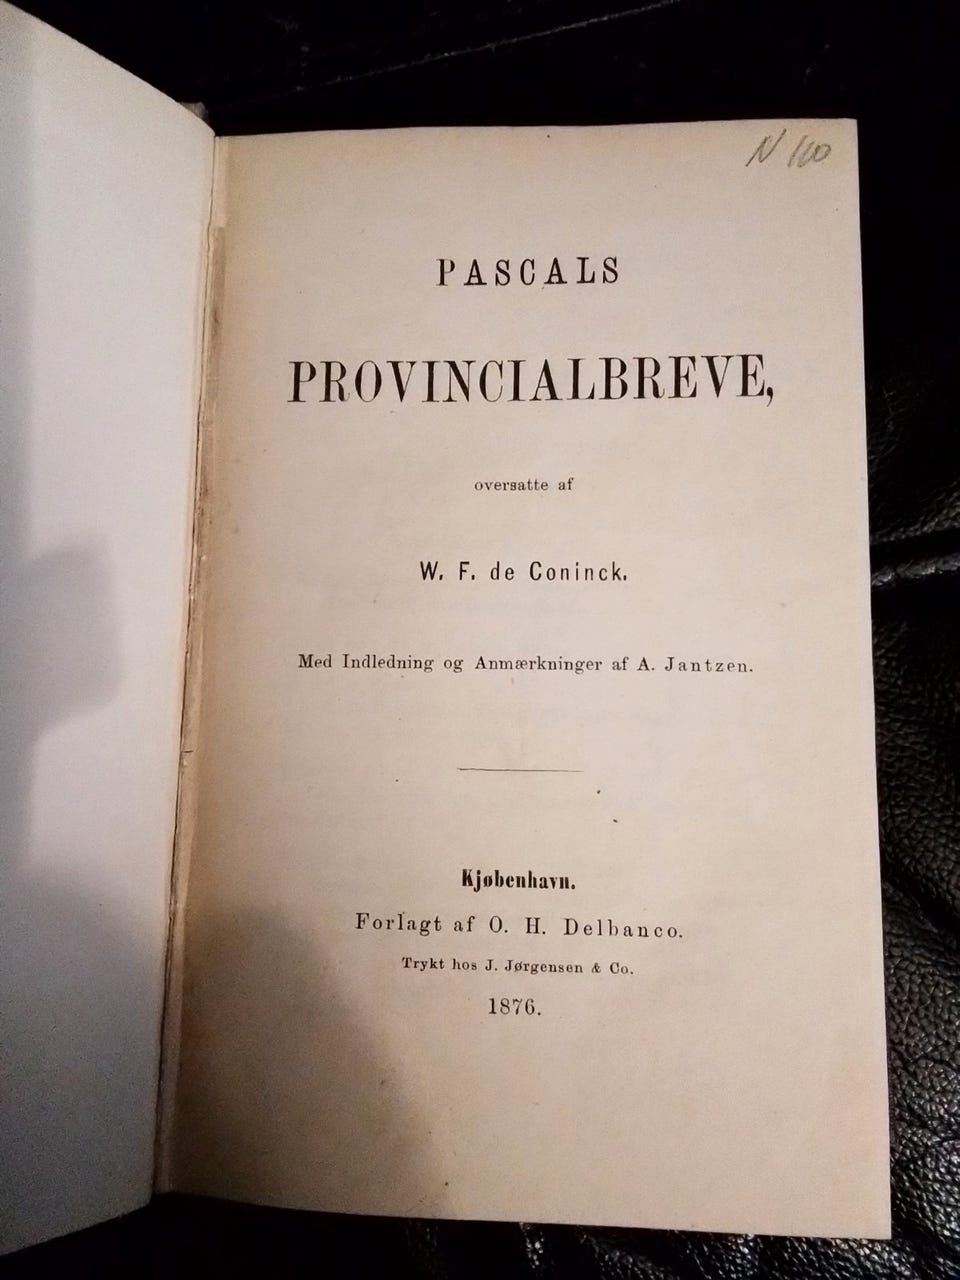 N 110
PASCALS
PROVINCIALBREVE,
oversatte af
W. F. de Coninck.
Med Indledning og Anmærkninger af A. Jantzen.
Kjøbenhavn.
Forlagt af O. H. Delbanco.
Trykt hos J. Jørgensen & Co.
1876.